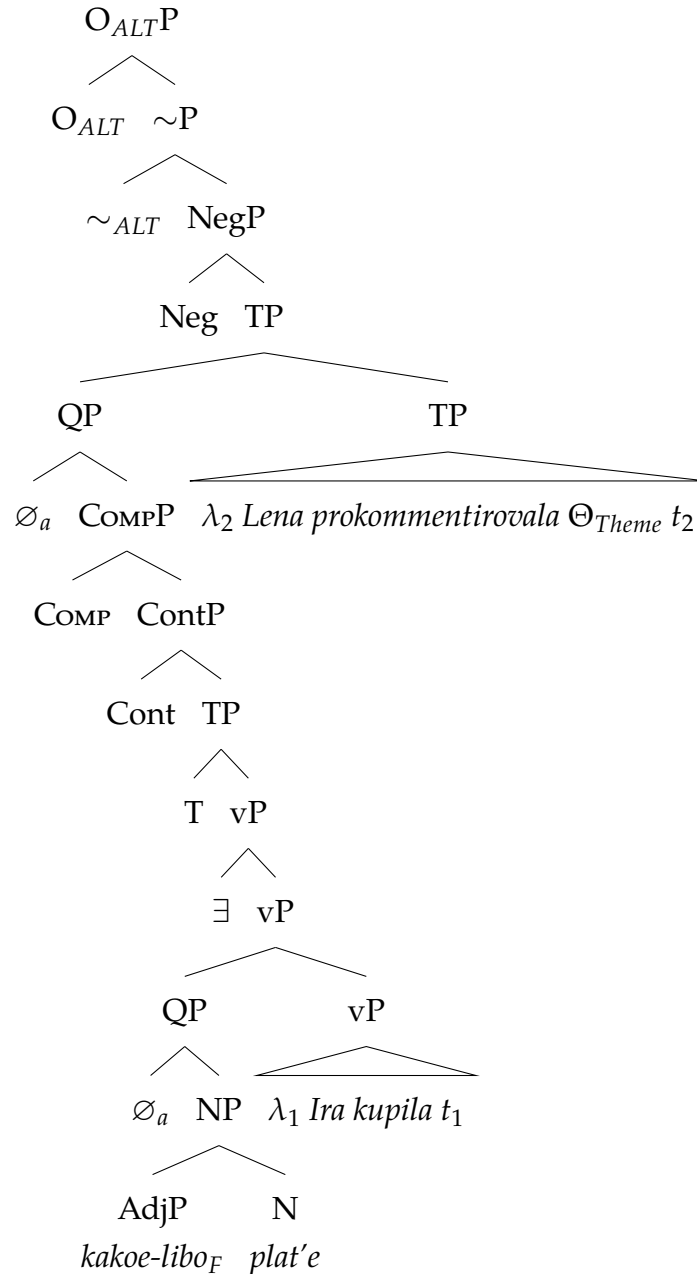 O_ALT P
O_ALT ~P
~_ALT NegP
Neg TP
QP TP
∅_a CompP λ_2 Lena prokommentirovala Θ_Theme t_2
Comp ContP
Cont TP
T vP
∃ vP
QP vP
∅_a NP λ_1 Ira kupila t_1
AdjP N
kakoe-libo_F plat'e